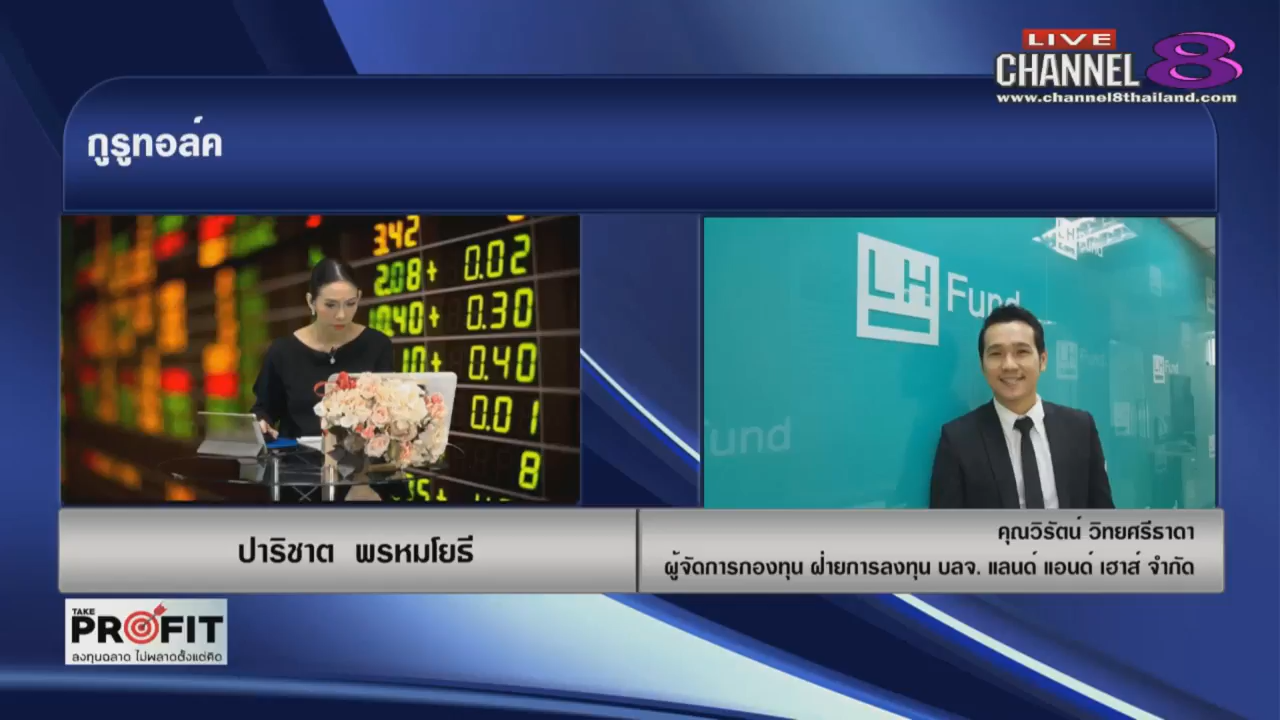 LIVE
CHANNEL 8
www.channel8thailand.com
กูรูทอล์ค
3.42
2.08+ 0.02
10.40+ 0.30
10+ 0.40
0.01
8
LH Fund
LH Fund
LH
Fund
ปาริชาต พรหมโยธี
คุณวิรัตน์ วิทยศรีธาดา
ผู้จัดการกองทุน ฝ่ายการลงทุน บลจ. แลนด์ แอนด์ เฮาส์ จำกัด
TAKE
PROFIT
ลงทุนฉลาด ไม่พลาดตั้งแต่คิด